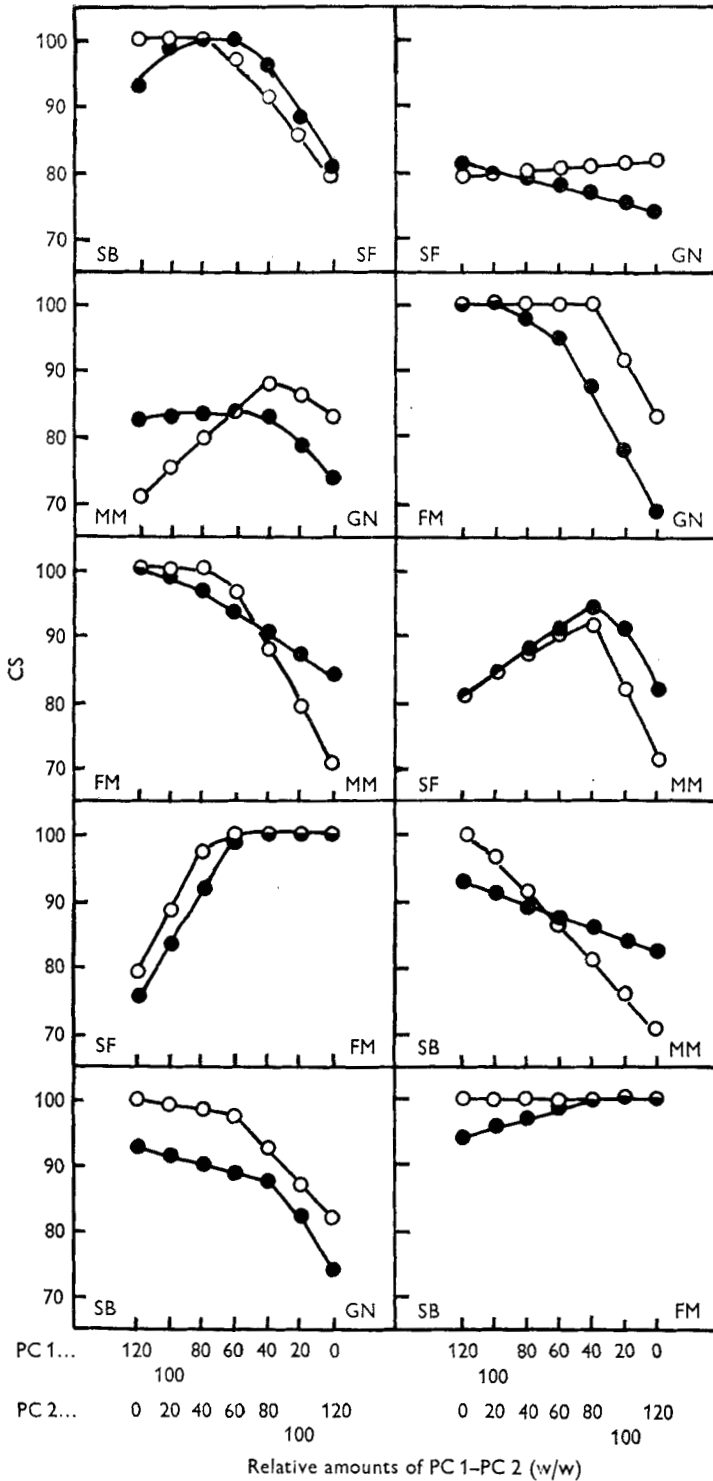 100
90
80
70
SB SF
SF GN
100
90
80
70
MM GN
FM GN
CS
100
90
80
70
FM MM
SF MM
100
90
80
70
SF FM
SB MM
100
90
80
70
SB GN
SB FM
PC 1... 120 80 60 40 20 0 120 80 60 40 20 0
100 100
PC 2... 0 20 40 60 80 120 0 20 40 60 80 120
100 100
Relative amounts of PC 1–PC 2 (w/w)